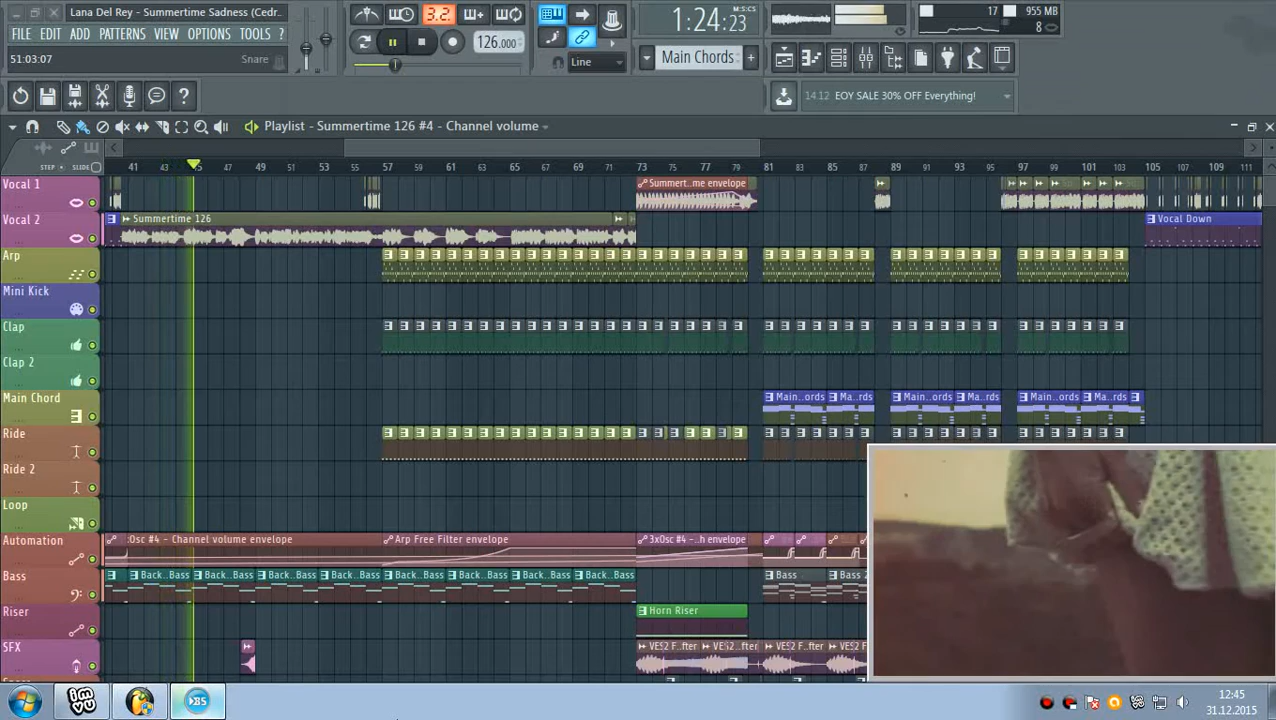 Lana Del Rey - Summertime Sadness (Cedr_
FILE EDIT ADD PATTERNS VIEW OPTIONS TOOLS ?
51:03:07 Snare
3.2
126.000
Line
1:24:23
M:S:CS
Main Chords
17 955 MB
8
14.12 EOY SALE 30% OFF Everything!
Playlist - Summertime 126 #4 - Channel volume
STEP SLIDE
41 43 45 47 49 51 53 55 57 59 61 63 65 67 69 71 73 75 77 79 81 83 85 87 89 91 93 95 97 99 101 103 105 107 109 111
Vocal 1
Summert...me envelope
Vocal 2
Summertime 126
Vocal Down
Arp
Mini Kick
Clap
Clap 2
Main Chord
Main...ords Ma...rds Main...ords Ma...rds Main...ords Ma...rds
Ride
Ride 2
Loop
Automation
:Osc #4 - Channel volume envelope
Arp Free Filter envelope
3xOsc #4 -...h envelope
Bass
Back...Bass Back...Bass Back...Bass Back...Bass Back...Bass Back...Bass Back...Bass Back...Bass
Bass Bass 2
Riser
Horn Riser
SFX
VES2 F...fter
12:45
31.12.2015